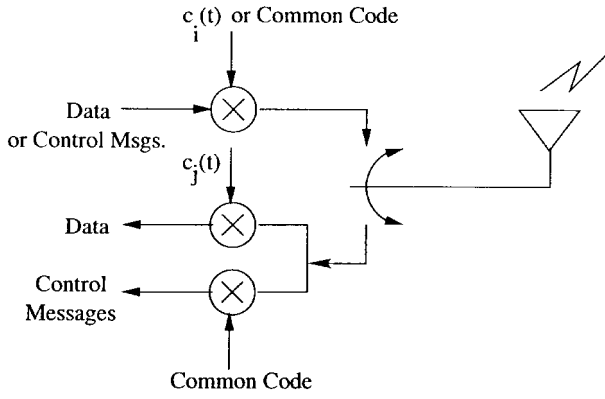 c_i(t) or Common Code
Data
or Control Msgs.
c_j(t)
Data
Control
Messages
Common Code